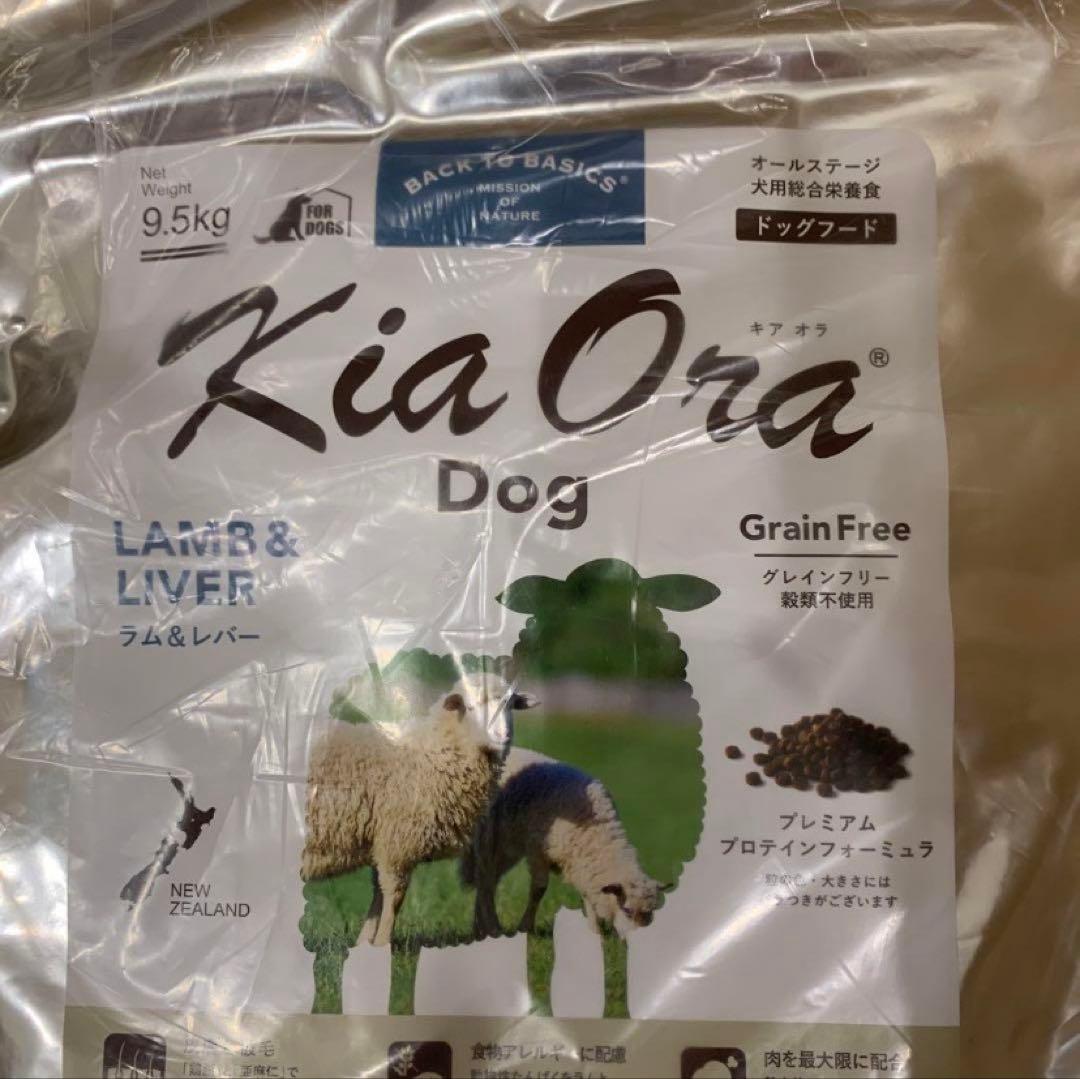 Net
Weight
9.5kg
FOR
DOGS
BACK TO BASICS®
MISSION
OF
NATURE
オールステージ
犬用総合栄養食
ドッグフード
キア オラ
Kia Ora®
Dog
LAMB &
LIVER
ラム&レバー
Grain Free
グレインフリー
穀類不使用
プレミアム
プロテインフォーミュラ
・大きさには
つきがございます
NEW
ZEALAND
食物アレルギーに配慮
肉を最大限に配合